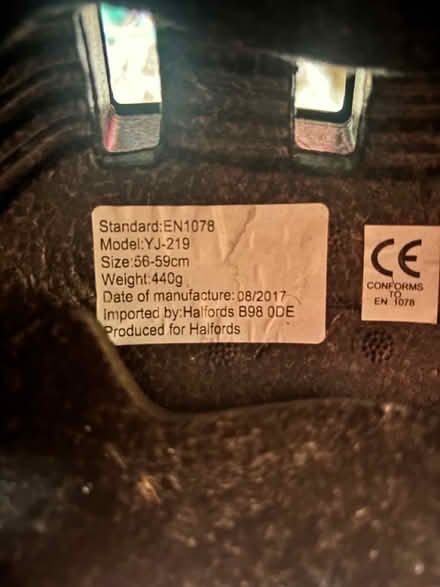 Standard:EN1078
Model:YJ-219
Size:56-59cm
Weight:440g
Date of manufacture: 08/2017
Imported by:Halfords B98 0DE
Produced for Halfords
CE
CONFORMS
TO
EN 1078